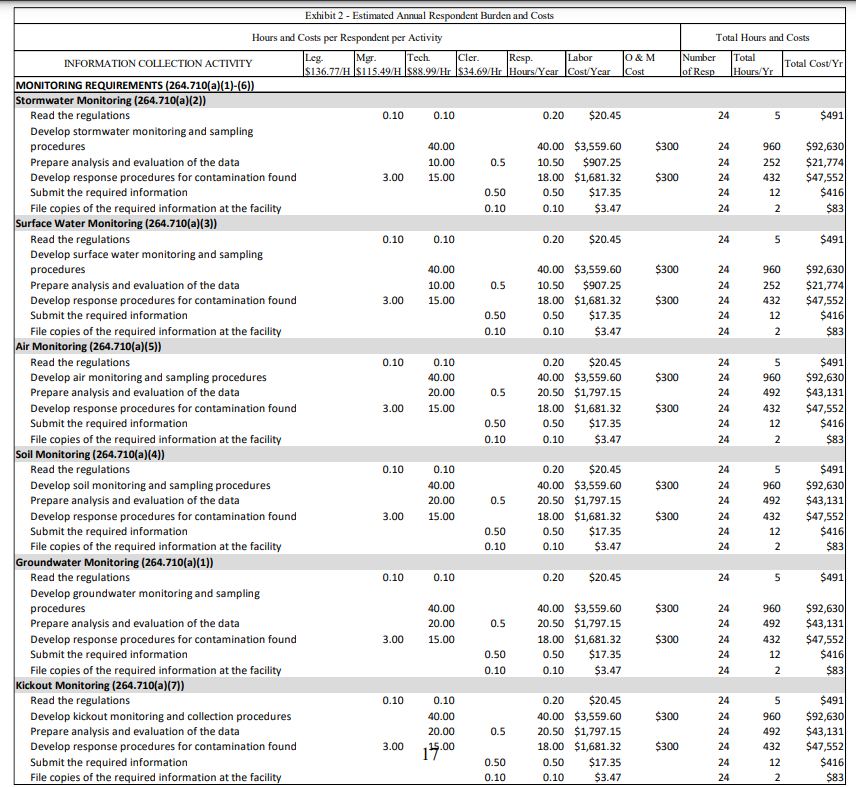 Exhibit 2 - Estimated Annual Respondent Burden and Costs
Hours and Costs per Respondent per Activity Total Hours and Costs
Leg. Mgr. Tech. Cler. Resp. Labor O & M Number Total
INFORMATION COLLECTION ACTIVITY Total Cost/Yr
$136.77/H $115.49/H $88.99/Hr $34.69/Hr Hours/Year Cost/Year Cost of Resp Hours/Yr
MONITORING REQUIREMENTS (264.710(a)(1)-(6))
Stormwater Monitoring (264.710(a)(2))
Read the regulations 0.10 0.10 0.20 $20.45 24 5 $491
Develop stormwater monitoring and sampling
procedures 40.00 40.00 $3,559.60 $300 24 960 $92,630
Prepare analysis and evaluation of the data 10.00 0.5 10.50 $907.25 24 252 $21,774
Develop response procedures for contamination found 3.00 15.00 18.00 $1,681.32 $300 24 432 $47,552
Submit the required information 0.50 0.50 $17.35 24 12 $416
File copies of the required information at the facility 0.10 0.10 $3.47 24 2 $83
Surface Water Monitoring (264.710(a)(3))
Read the regulations 0.10 0.10 0.20 $20.45 24 5 $491
Develop surface water monitoring and sampling
procedures 40.00 40.00 $3,559.60 $300 24 960 $92,630
Prepare analysis and evaluation of the data 10.00 0.5 10.50 $907.25 24 252 $21,774
Develop response procedures for contamination found 3.00 15.00 18.00 $1,681.32 $300 24 432 $47,552
Submit the required information 0.50 0.50 $17.35 24 12 $416
File copies of the required information at the facility 0.10 0.10 $3.47 24 2 $83
Air Monitoring (264.710(a)(5))
Read the regulations 0.10 0.10 0.20 $20.45 24 5 $491
Develop air monitoring and sampling procedures 40.00 40.00 $3,559.60 $300 24 960 $92,630
Prepare analysis and evaluation of the data 20.00 0.5 20.50 $1,797.15 24 492 $43,131
Develop response procedures for contamination found 3.00 15.00 18.00 $1,681.32 $300 24 432 $47,552
Submit the required information 0.50 0.50 $17.35 24 12 $416
File copies of the required information at the facility 0.10 0.10 $3.47 24 2 $83
Soil Monitoring (264.710(a)(4))
Read the regulations 0.10 0.10 0.20 $20.45 24 5 $491
Develop soil monitoring and sampling procedures 40.00 40.00 $3,559.60 $300 24 960 $92,630
Prepare analysis and evaluation of the data 20.00 0.5 20.50 $1,797.15 24 492 $43,131
Develop response procedures for contamination found 3.00 15.00 18.00 $1,681.32 $300 24 432 $47,552
Submit the required information 0.50 0.50 $17.35 24 12 $416
File copies of the required information at the facility 0.10 0.10 $3.47 24 2 $83
Groundwater Monitoring (264.710(a)(1))
Read the regulations 0.10 0.10 0.20 $20.45 24 5 $491
Develop groundwater monitoring and sampling
procedures 40.00 40.00 $3,559.60 $300 24 960 $92,630
Prepare analysis and evaluation of the data 20.00 0.5 20.50 $1,797.15 24 492 $43,131
Develop response procedures for contamination found 3.00 15.00 18.00 $1,681.32 $300 24 432 $47,552
Submit the required information 0.50 0.50 $17.35 24 12 $416
File copies of the required information at the facility 0.10 0.10 $3.47 24 2 $83
Kickout Monitoring (264.710(a)(7))
Read the regulations 0.10 0.10 0.20 $20.45 24 5 $491
Develop kickout monitoring and collection procedures 40.00 40.00 $3,559.60 $300 24 960 $92,630
Prepare analysis and evaluation of the data 20.00 0.5 20.50 $1,797.15 24 492 $43,131
Develop response procedures for contamination found 3.00 15.00 18.00 $1,681.32 $300 24 432 $47,552
17
Submit the required information 0.50 0.50 $17.35 24 12 $416
File copies of the required information at the facility 0.10 0.10 $3.47 24 2 $83